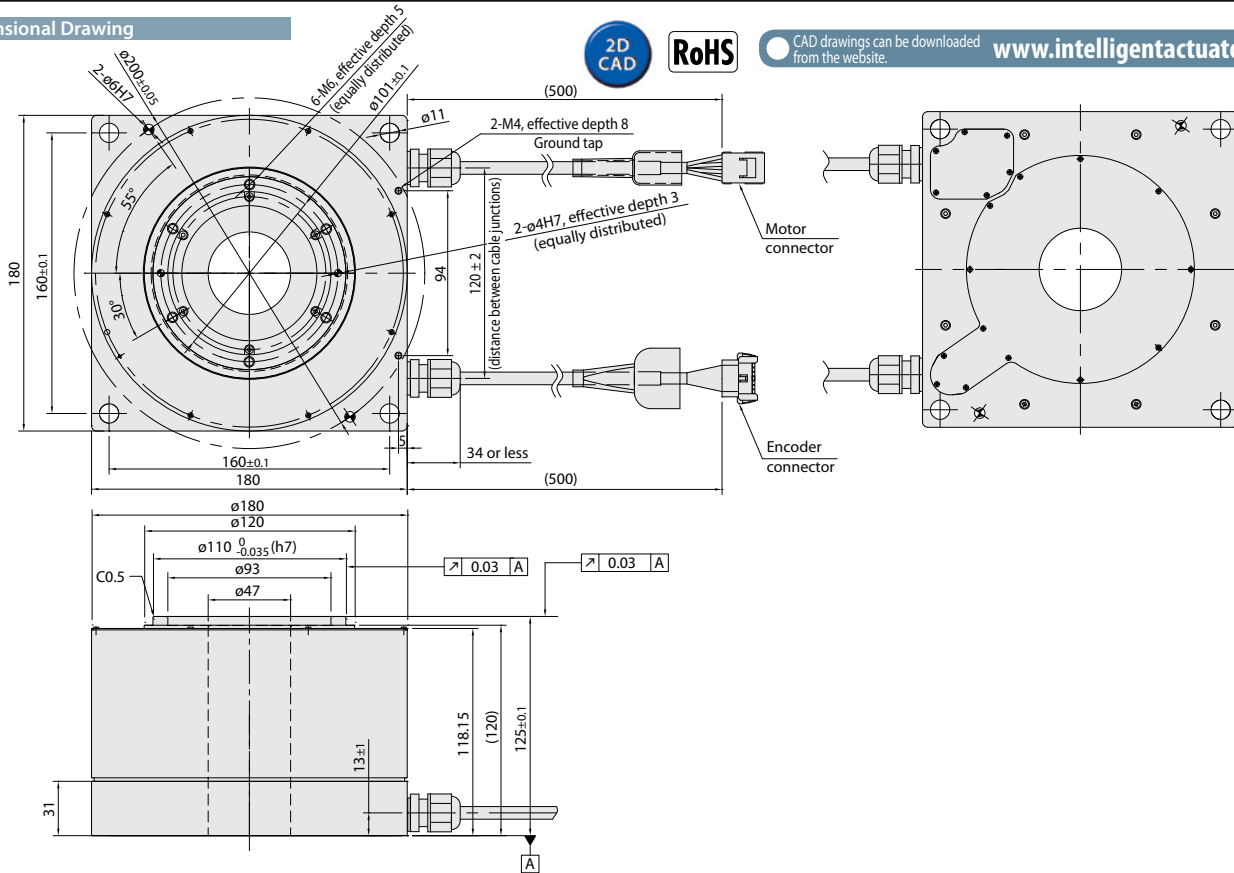 nsional Drawing
2D
CAD
RoHS
CAD drawings can be downloaded
from the website.
www.intelligentactuato
ø200±0.05
2-ø6H7
6-M6, effective depth 5
(equally distributed)
ø101±0.1
ø11
(500)
2-M4, effective depth 8
Ground tap
2-ø4H7, effective depth 3
(equally distributed)
Motor
connector
55°
30°
180
160±0.1
94
120±2
(distance between cable junctions)
Encoder
connector
5
34 or less
160±0.1
180
(500)
ø180
ø120
ø110 0 -0.035 (h7)
ø93
ø47
C0.5
↗ 0.03 A
↗ 0.03 A
31
13±1
118.15
(120)
125±0.1
A